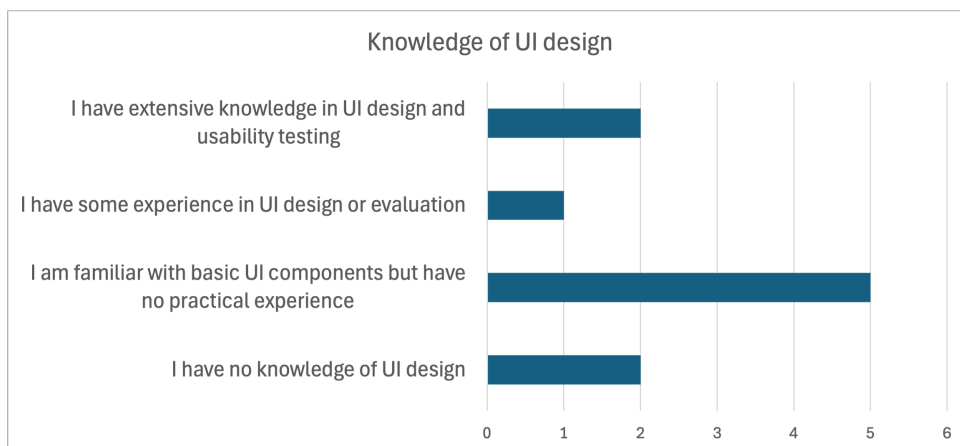 Knowledge of UI design
I have extensive knowledge in UI design and
usability testing
I have some experience in UI design or evaluation
I am familiar with basic UI components but have
no practical experience
I have no knowledge of UI design
0 1 2 3 4 5 6